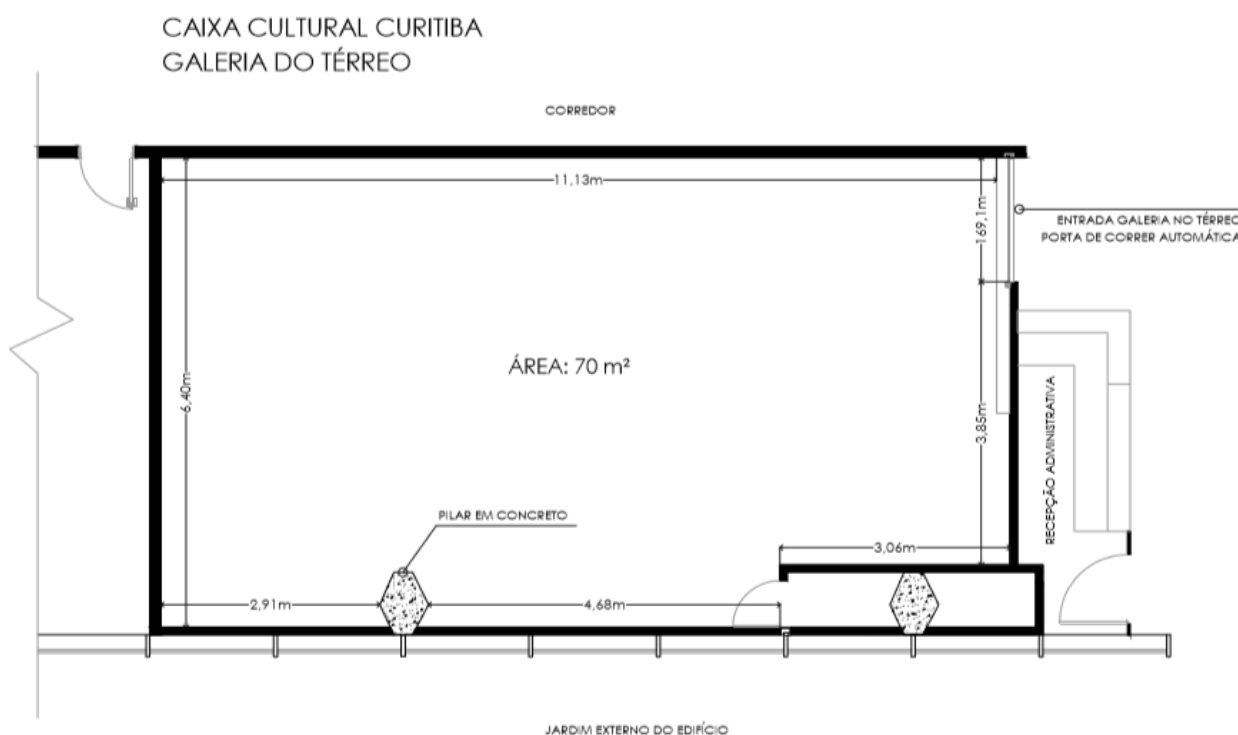 CAIXA CULTURAL CURITIBA
GALERIA DO TÉRREO
CORREDOR
11,13m
169,1m
ENTRADA GALERIA NO TÉRREO
PORTA DE CORRER AUTOMÁTICA
ÁREA: 70 m²
6,40m
3,85m
RECEPÇÃO ADMINISTRATIVA
PILAR EM CONCRETO
3,06m
2,91m
4,68m
JARDIM EXTERNO DO EDIFÍCIO